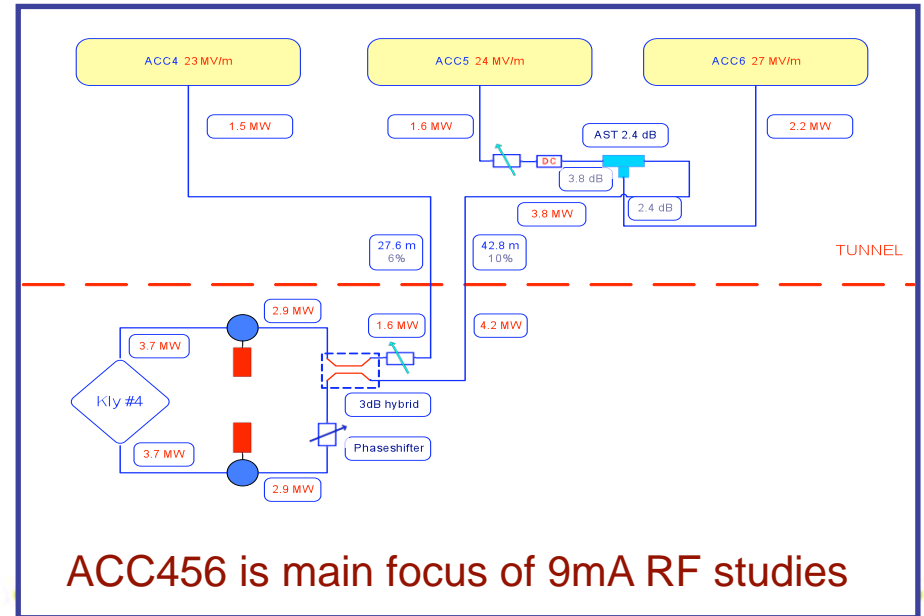 ACC4 23 MV/m
ACC5 24 MV/m
ACC6 27 MV/m
1.5 MW
1.6 MW
AST 2.4 dB
2.2 MW
DC
3.8 dB
2.4 dB
3.8 MW
27.6 m
6%
42.8 m
10%
TUNNEL
2.9 MW
1.6 MW
4.2 MW
3.7 MW
Kly #4
3dB hybrid
Phaseshifter
3.7 MW
2.9 MW
ACC456 is main focus of 9mA RF studies